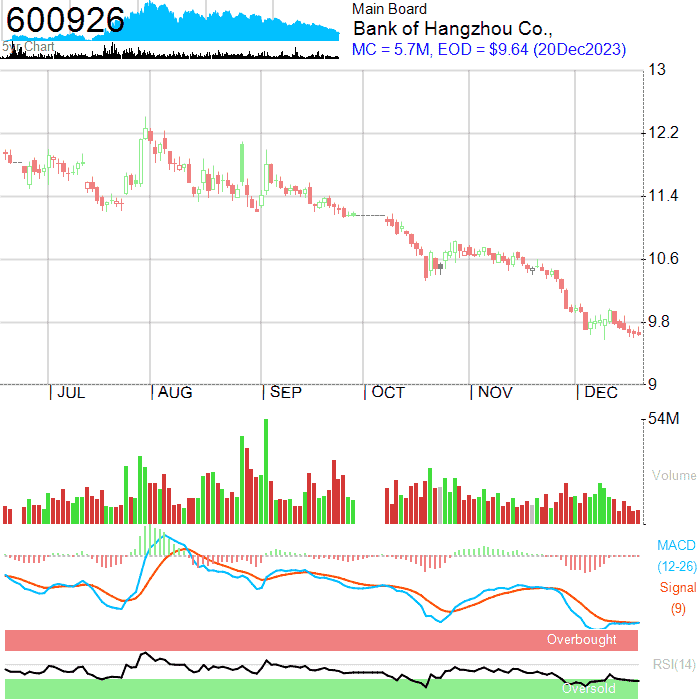 600926
5yr Chart
Main Board
Bank of Hangzhou Co.,
MC = 5.7M, EOD = $9.64 (20Dec2023)
13
12.2
11.4
10.6
9.8
9
JUL AUG SEP OCT NOV DEC
54M
Volume
MACD
(12-26)
Signal
(9)
Overbought
RSI(14)
Oversold